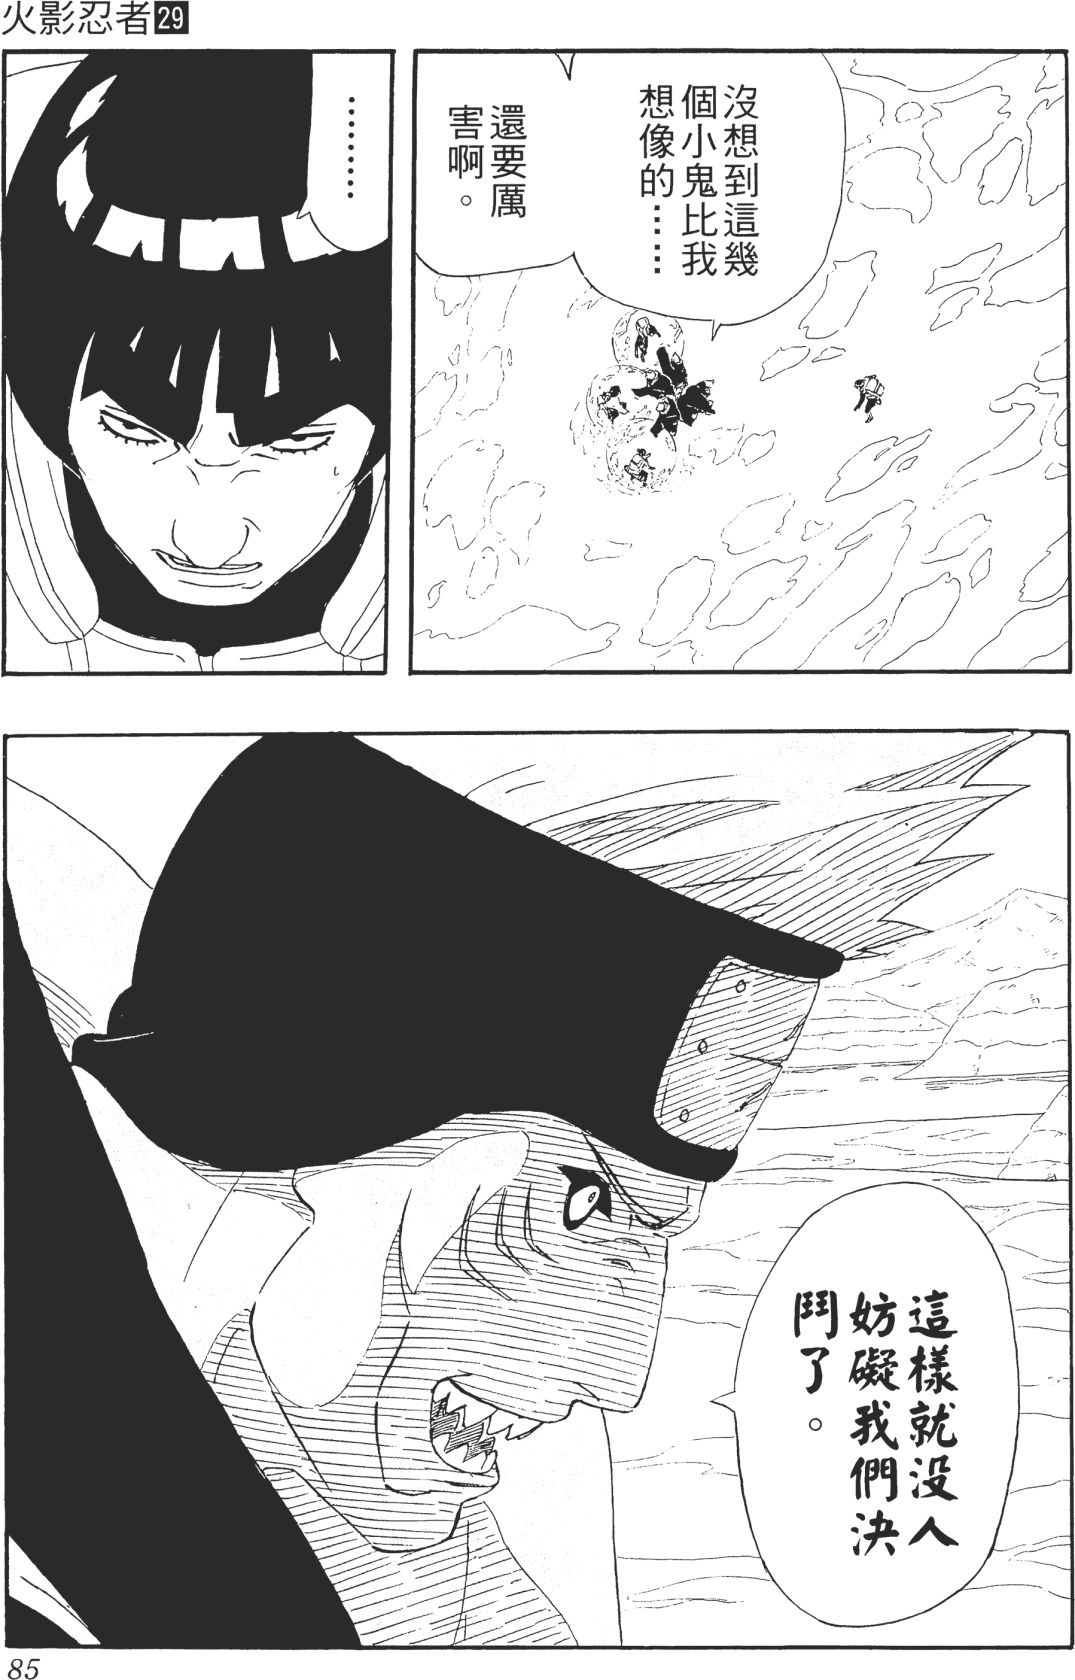 火影忍者29
沒想到這幾
個小鬼比我
想像的……
還要厲
害啊。
………
這樣就没人
妨礙我們決
鬥了。
85